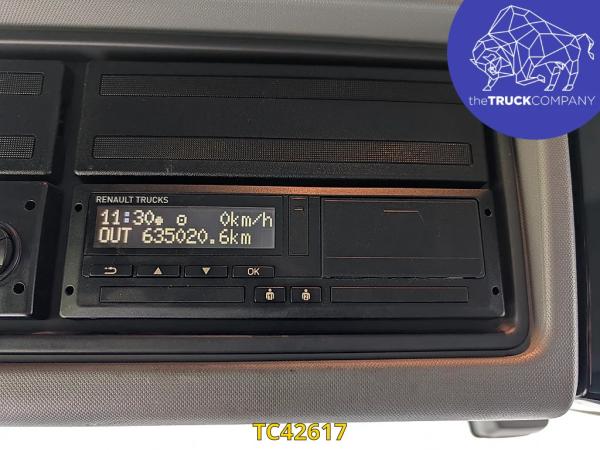 theTRUCKCOMPANY
RENAULT TRUCKS
11:30 0km/h
OUT 635020.6km
OK
TC42617